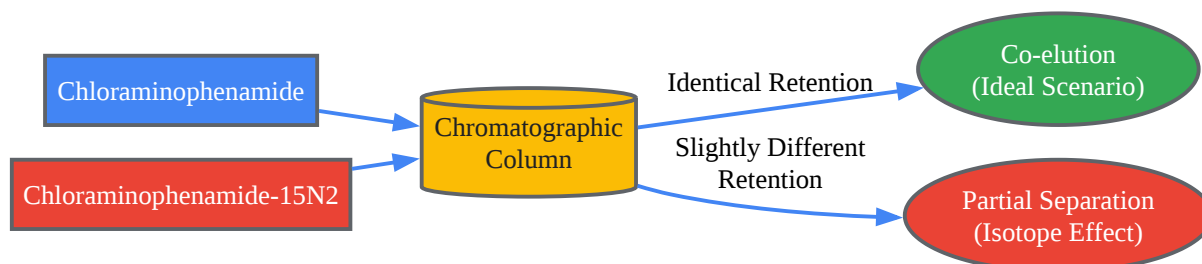 Chloraminophenamide
Chloraminophenamide-15N2
Chromatographic
Column
Identical Retention
Slightly Different
Retention
Co-elution
(Ideal Scenario)
Partial Separation
(Isotope Effect)